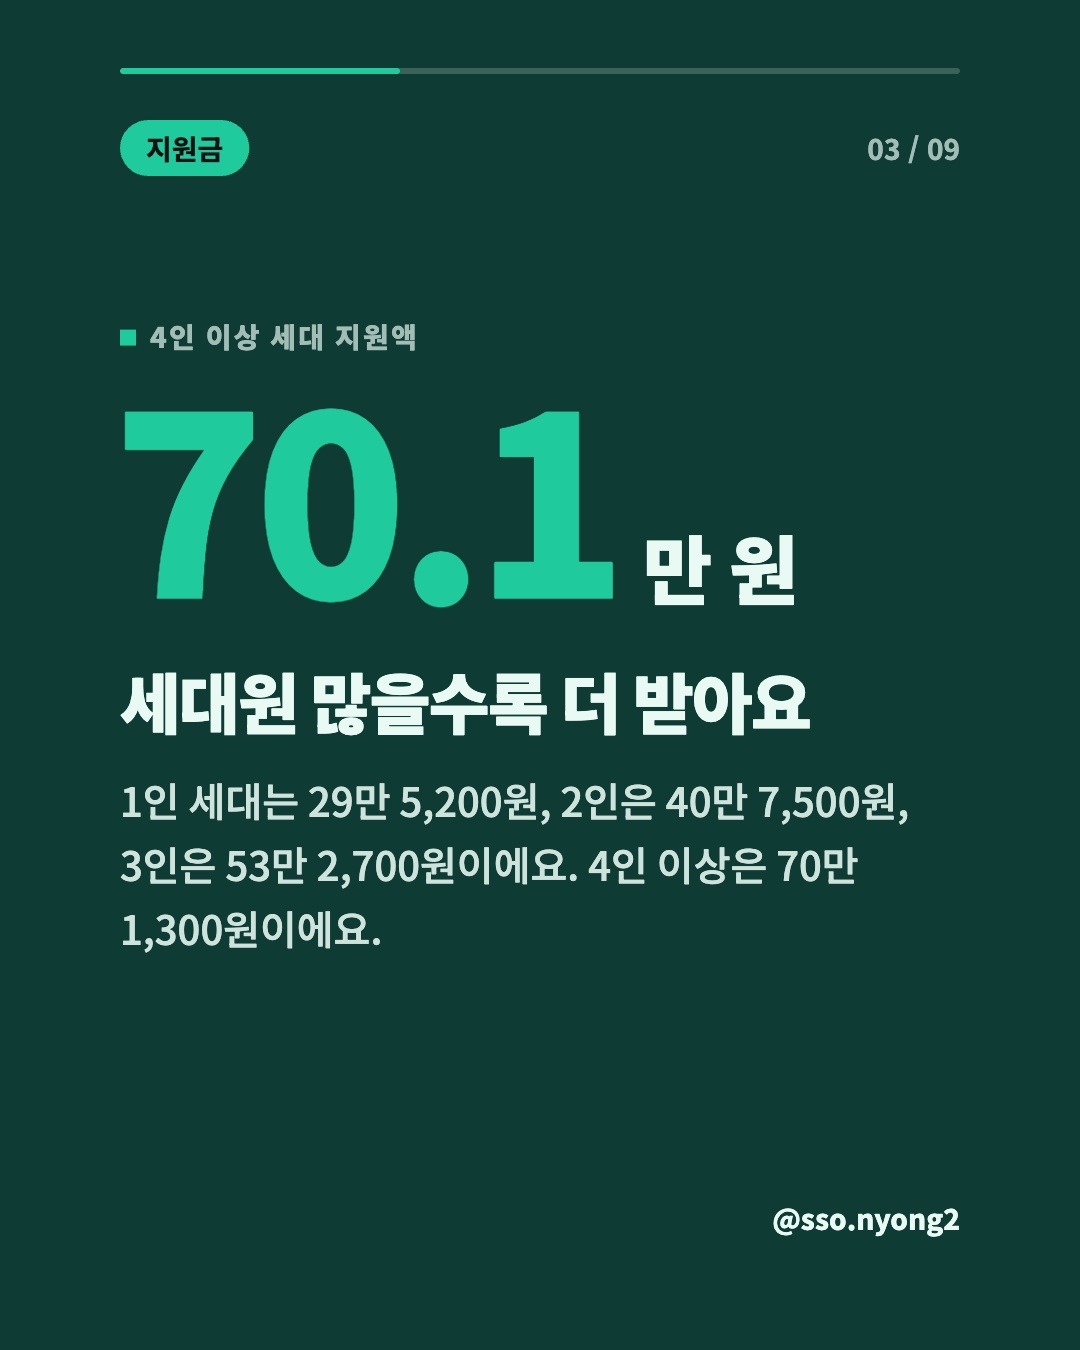 지원금
03 / 09
4인 이상 세대 지원액
70.1 만 원
세대원 많을수록 더 받아요
1인 세대는 29만 5,200원, 2인은 40만 7,500원,
3인은 53만 2,700원이에요. 4인 이상은 70만
1,300원이에요.
@sso.nyong2